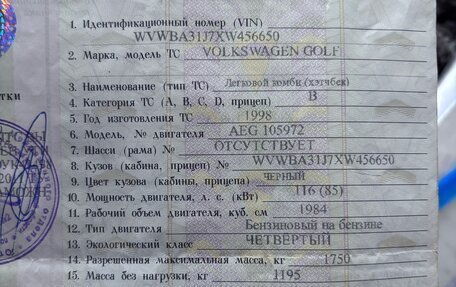 1. Идентификационный номер (VIN)
WVWBA31J7XW456650
2. Марка, модель ТС VOLKSWAGEN GOLF
3. Наименование (тип ТС) Легковой комби (хэтчбек)
4. Категория ТС (A, B, C, D, прицеп) B
тки
5. Год изготовления ТС 1998
6. Модель, № двигателя AEG 105972
7. Шасси (рама) № ОТСУТСТВУЕТ
8. Кузов (кабина, прицеп) № WVWBA31J7XW456650
9. Цвет кузова (кабины, прицепа) ЧЕРНЫЙ
10. Мощность двигателя, л. с. (кВт) 116 (85)
11. Рабочий объем двигателя, куб. см 1984
12. Тип двигателя Бензиновый на бензине
13. Экологический класс ЧЕТВЕРТЫЙ
14. Разрешенная максимальная масса, кг 1750
15. Масса без нагрузки, кг 1195